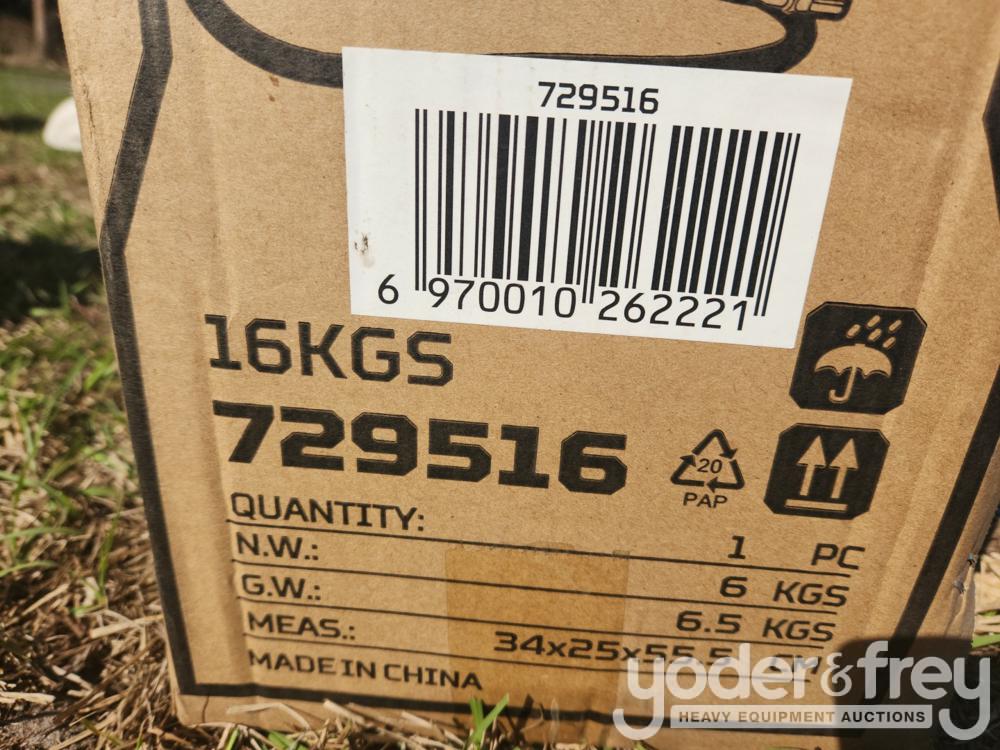 729516
6 970010 262221
16KGS
729516
20
PAP
QUANTITY: 1 PC
N.W.: 6 KGS
G.W.: 6.5 KGS
MEAS.: 34x25x55.5 CM
MADE IN CHINA
yoder&frey
HEAVY EQUIPMENT AUCTIONS